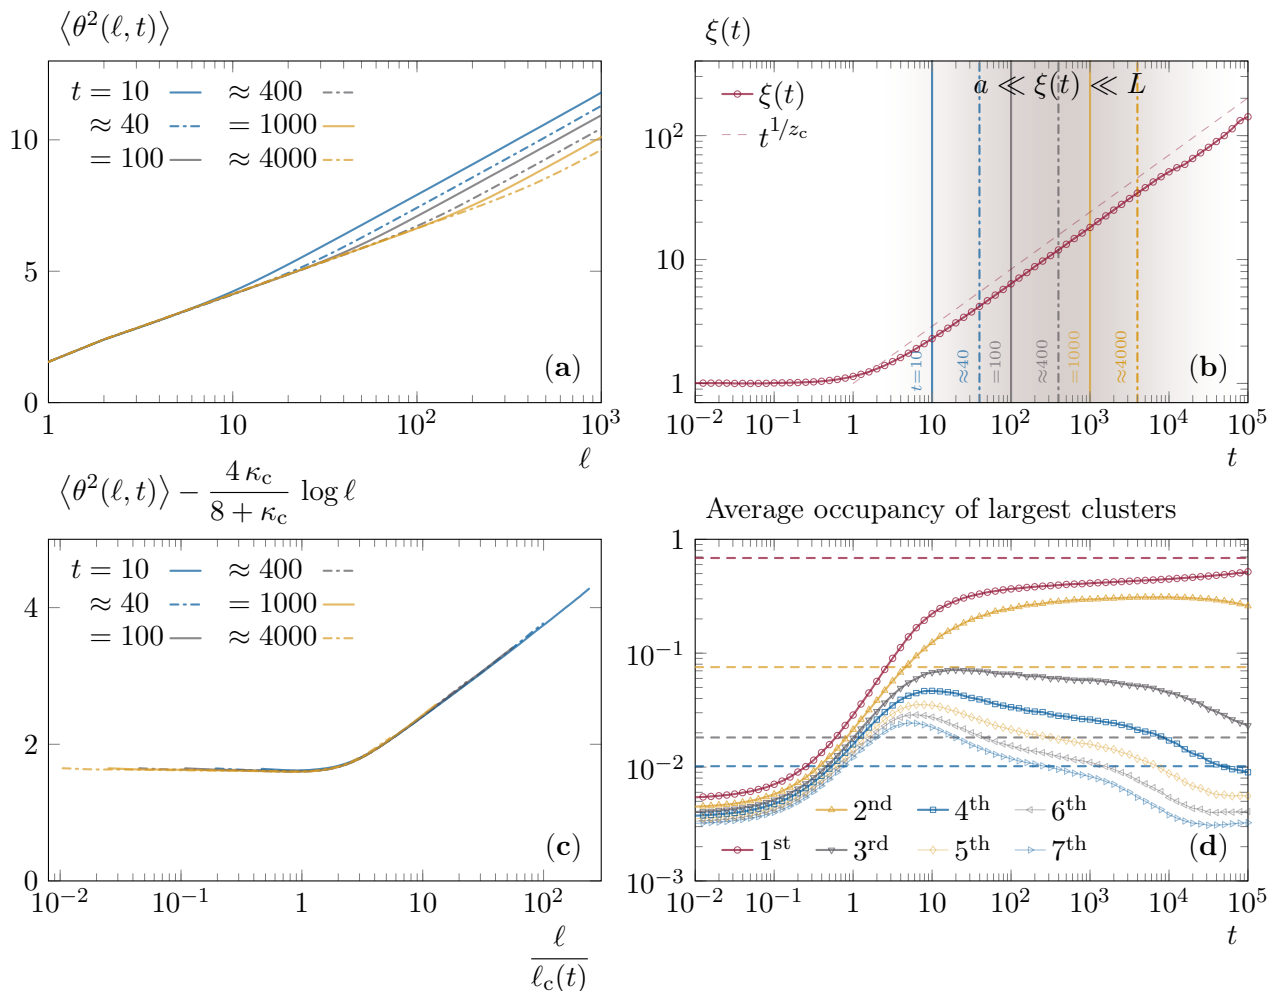 ⟨θ²(ℓ, t)⟩
t = 10 ≈ 400
≈ 40 = 1000
= 100 ≈ 4000
10
5
0
1 10 10² 10³
ℓ
(a)
ξ(t)
a ≪ ξ(t) ≪ L
ξ(t)
t^{1/z_c}
10²
10
1
t=10 ≈40 =100 ≈400 =1000 ≈4000
(b)
10⁻² 10⁻¹ 1 10 10² 10³ 10⁴ 10⁵
t
⟨θ²(ℓ, t)⟩ − \frac{4 κ_c}{8 + κ_c} log ℓ
t = 10 ≈ 400
≈ 40 = 1000
= 100 ≈ 4000
4
2
0
(c)
10⁻² 10⁻¹ 1 10 10²
\frac{ℓ}{ℓ_c(t)}
Average occupancy of largest clusters
1
10⁻¹
10⁻²
10⁻³
2nd 4th 6th
1st 3rd 5th 7th
(d)
10⁻² 10⁻¹ 1 10 10² 10³ 10⁴ 10⁵
t